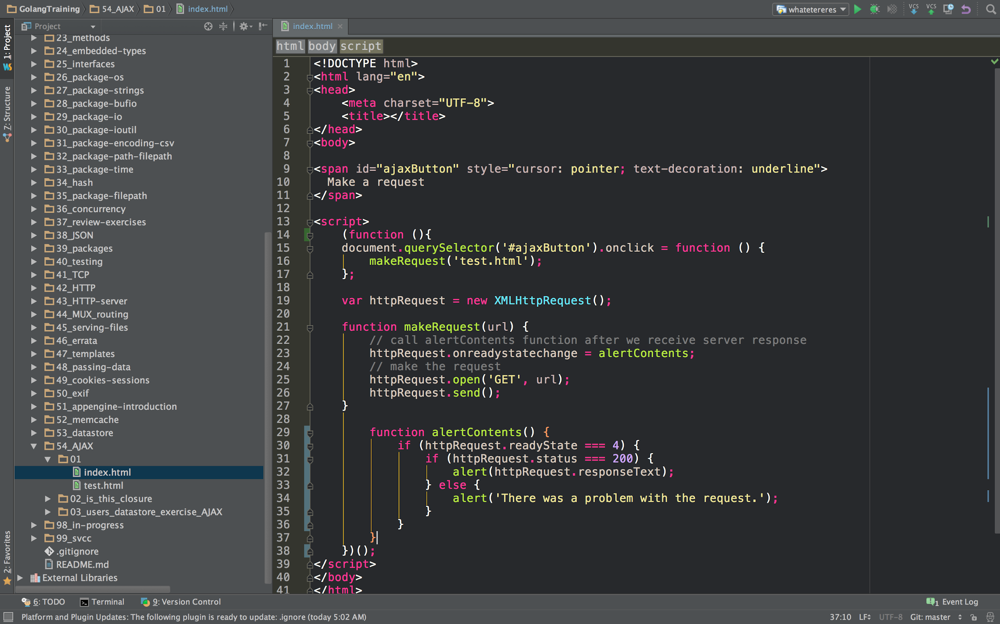 GolangTraining 54_AJAX 01 index.html whatetereres VCS VCS
1: Project
Z: Structure
2: Favorites
Project
23_methods
24_embedded-types
25_interfaces
26_package-os
27_package-strings
28_package-bufio
29_package-io
30_package-ioutil
31_package-encoding-csv
32_package-path-filepath
33_package-time
34_hash
35_package-filepath
36_concurrency
37_review-exercises
38_JSON
39_packages
40_testing
41_TCP
42_HTTP
43_HTTP-server
44_MUX_routing
45_serving-files
46_errata
47_templates
48_passing-data
49_cookies-sessions
50_exif
51_appengine-introduction
52_memcache
53_datastore
54_AJAX
01
index.html
test.html
02_is_this_closure
03_users_datastore_exercise_AJAX
98_in-progress
99_svcc
.gitignore
README.md
External Libraries
index.html
html body script
1 <!DOCTYPE html>
2 <html lang="en">
3 <head>
4 <meta charset="UTF-8">
5 <title></title>
6 </head>
7 <body>
8
9 <span id="ajaxButton" style="cursor: pointer; text-decoration: underline">
10 Make a request
11 </span>
12
13 <script>
14 (function (){
15 document.querySelector('#ajaxButton').onclick = function () {
16 makeRequest('test.html');
17 };
18
19 var httpRequest = new XMLHttpRequest();
20
21 function makeRequest(url) {
22 // call alertContents function after we receive server response
23 httpRequest.onreadystatechange = alertContents;
24 // make the request
25 httpRequest.open('GET', url);
26 httpRequest.send();
27 }
28
29 function alertContents() {
30 if (httpRequest.readyState === 4) {
31 if (httpRequest.status === 200) {
32 alert(httpRequest.responseText);
33 } else {
34 alert('There was a problem with the request.');
35 }
36 }
37 }
38 })();
39 </script>
40 </body>
41 </html>
6: TODO Terminal 9: Version Control 1 Event Log
Platform and Plugin Updates: The following plugin is ready to update: .ignore (today 5:02 AM) 37:10 LF UTF-8 Git: master